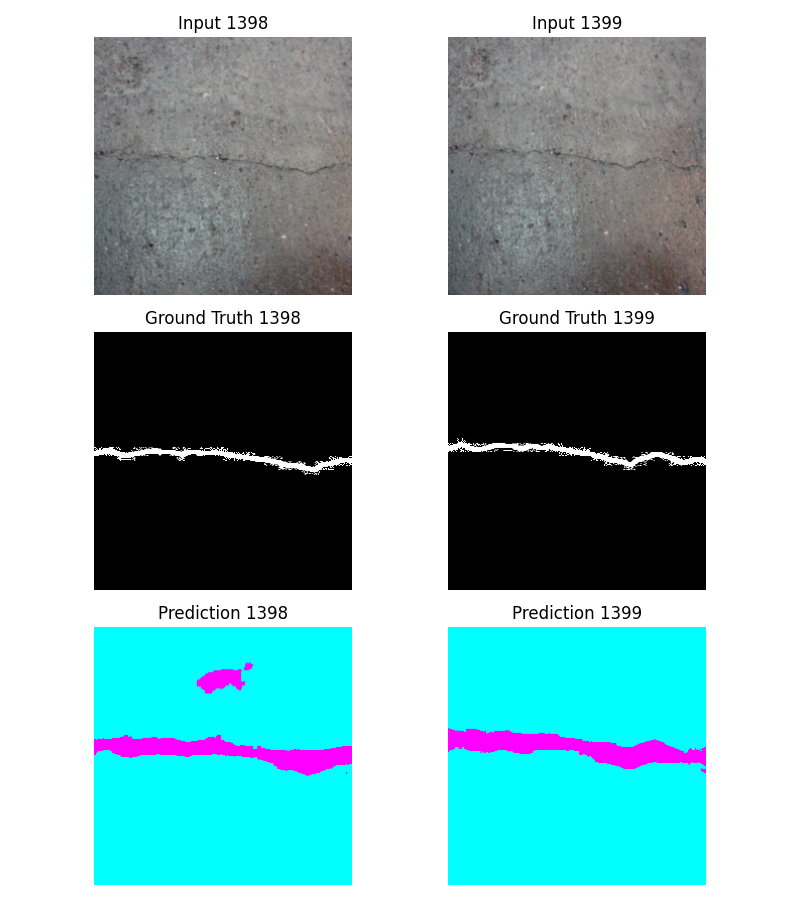 Input 1398
Input 1399
Ground Truth 1398
Ground Truth 1399
Prediction 1398
Prediction 1399